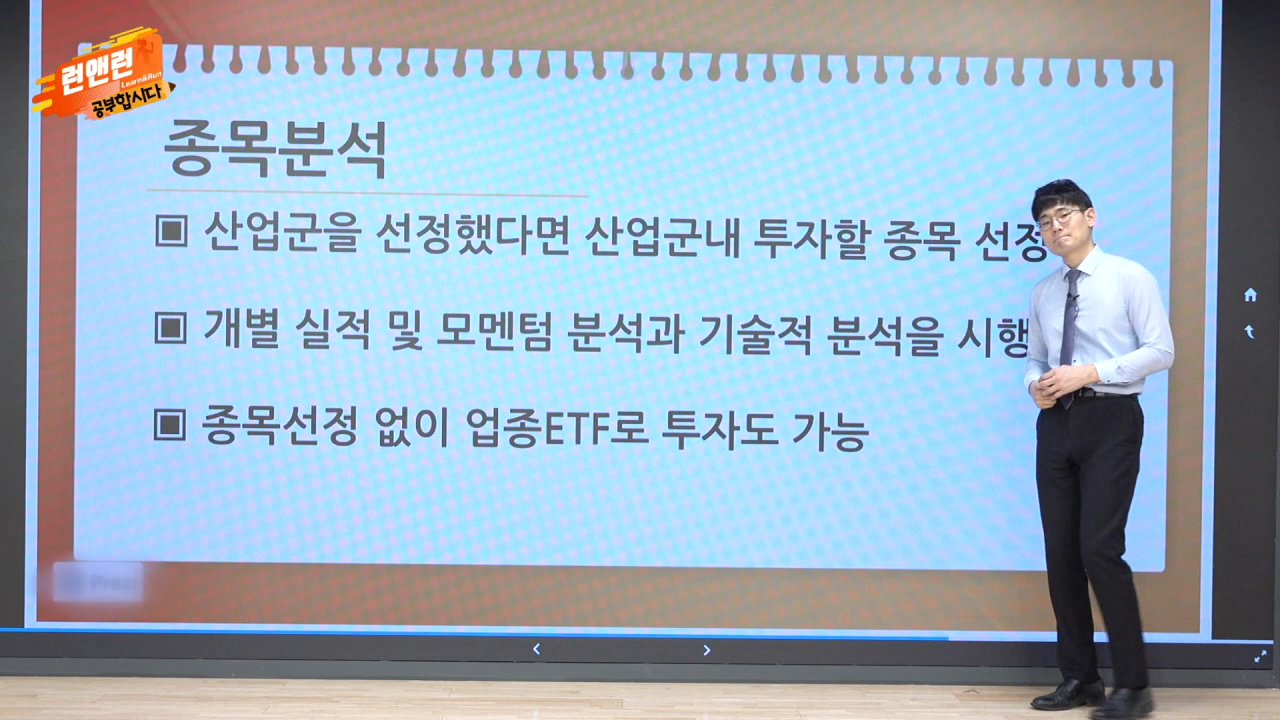 런앤런
Learn&Run
공부합시다
종목분석
▣ 산업군을 선정했다면 산업군내 투자할 종목 선정
▣ 개별 실적 및 모멘텀 분석과 기술적 분석을 시행
▣ 종목선정 없이 업종ETF로 투자도 가능